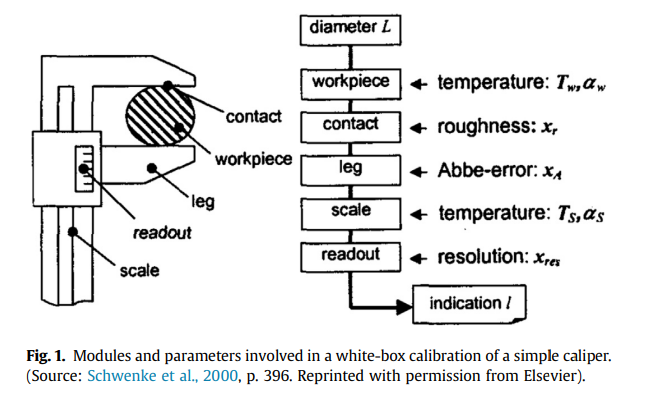 diameter L
workpiece
temperature: Tw, αw
contact
roughness: xr
leg
Abbe-error: xA
scale
temperature: TS, αS
readout
resolution: xres
indication l
contact
workpiece
leg
readout
scale
Fig. 1. Modules and parameters involved in a white-box calibration of a simple caliper.
(Source: Schwenke et al., 2000, p. 396. Reprinted with permission from Elsevier).